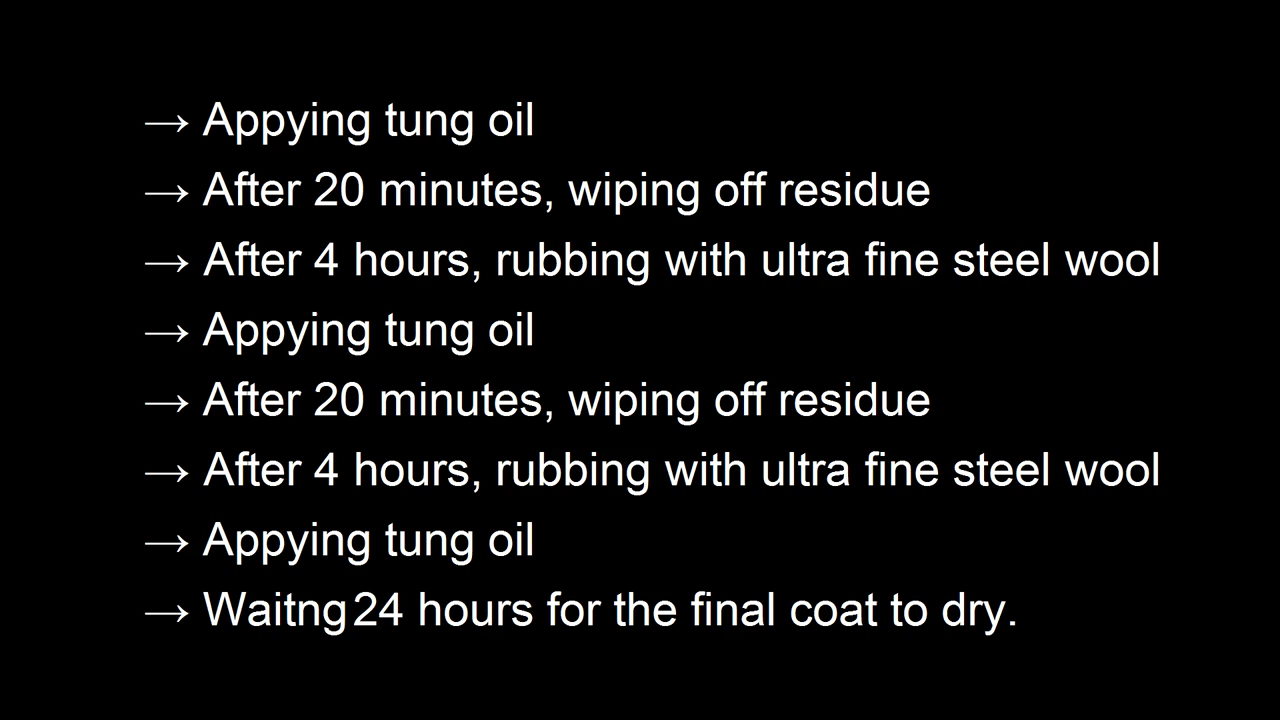 → Appying tung oil
→ After 20 minutes, wiping off residue
→ After 4 hours, rubbing with ultra fine steel wool
→ Appying tung oil
→ After 20 minutes, wiping off residue
→ After 4 hours, rubbing with ultra fine steel wool
→ Appying tung oil
→ Waitng 24 hours for the final coat to dry.